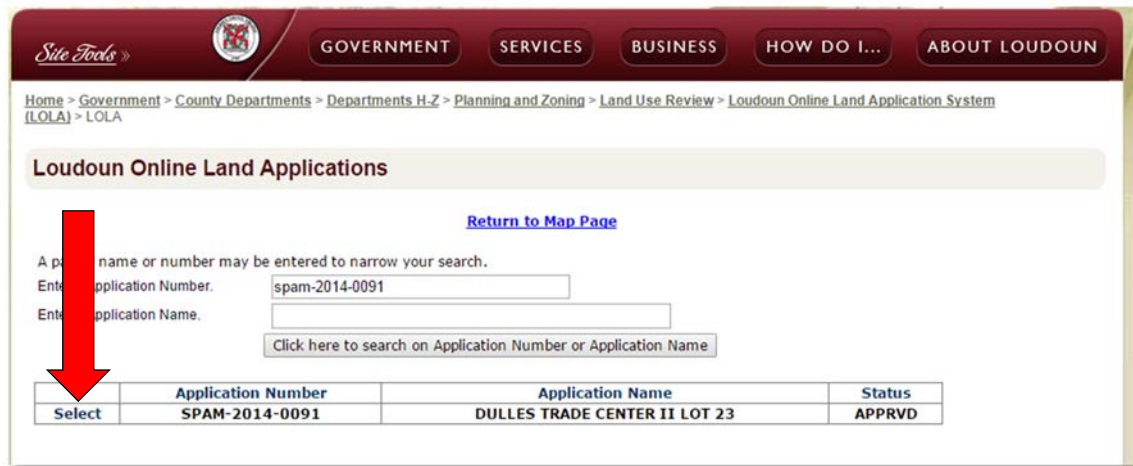 Site Tools »
GOVERNMENT SERVICES BUSINESS HOW DO I... ABOUT LOUDOUN
Home > Government > County Departments > Departments H-Z > Planning and Zoning > Land Use Review > Loudoun Online Land Application System
(LOLA) > LOLA
Loudoun Online Land Applications
Return to Map Page
A name or number may be entered to narrow your search.
Application Number. spam-2014-0091
Application Name.
Click here to search on Application Number or Application Name
Application Number Application Name Status
Select SPAM-2014-0091 DULLES TRADE CENTER II LOT 23 APPRVD